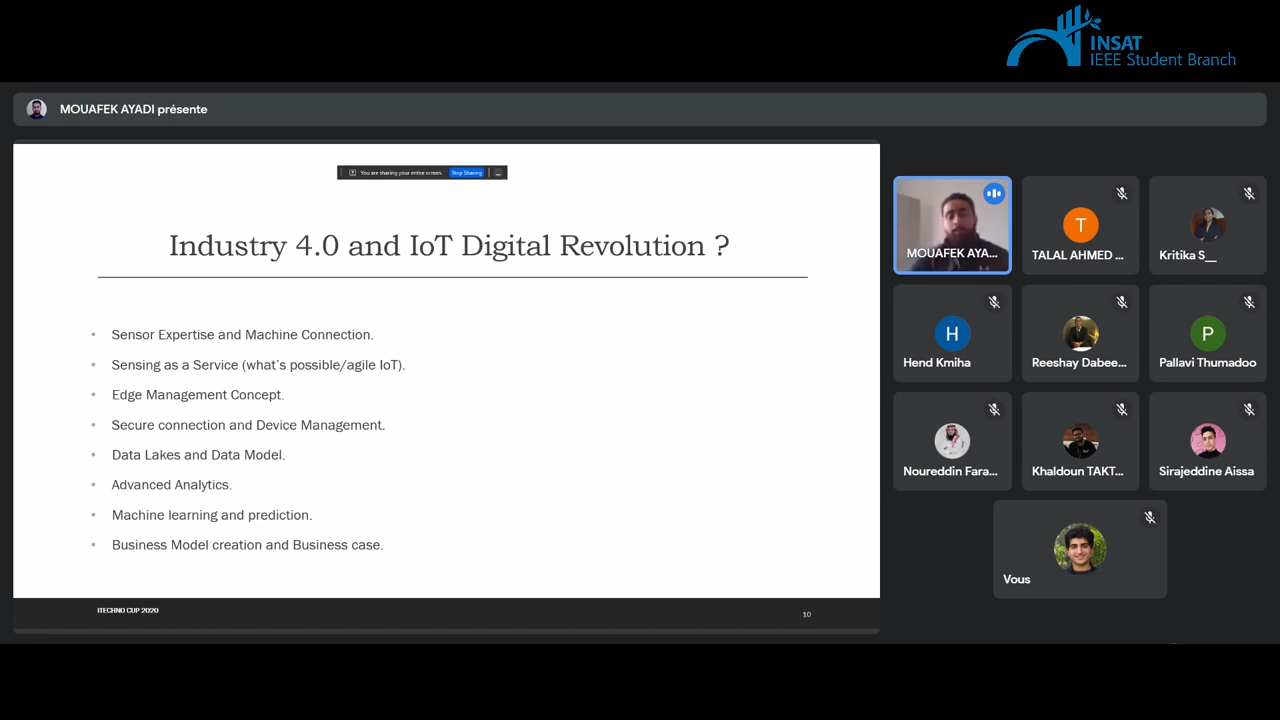 INSAT
IEEE Student Branch
MOUAFEK AYADI présente
You are sharing your entire screen.
Stop Sharing
Industry 4.0 and IoT Digital Revolution ?
• Sensor Expertise and Machine Connection.
• Sensing as a Service (what's possible/agile IoT).
• Edge Management Concept.
• Secure connection and Device Management.
• Data Lakes and Data Model.
• Advanced Analytics.
• Machine learning and prediction.
• Business Model creation and Business case.
ITECHNO CUP 2020
10
MOUAFEK AYA...
T
TALAL AHMED ...
Kritika S__
H
Hend Kmiha
Reeshay Dabee...
P
Pallavi Thumadoo
Noureddin Fara...
Khaldoun TAKT...
Sirajeddine Aissa
Vous